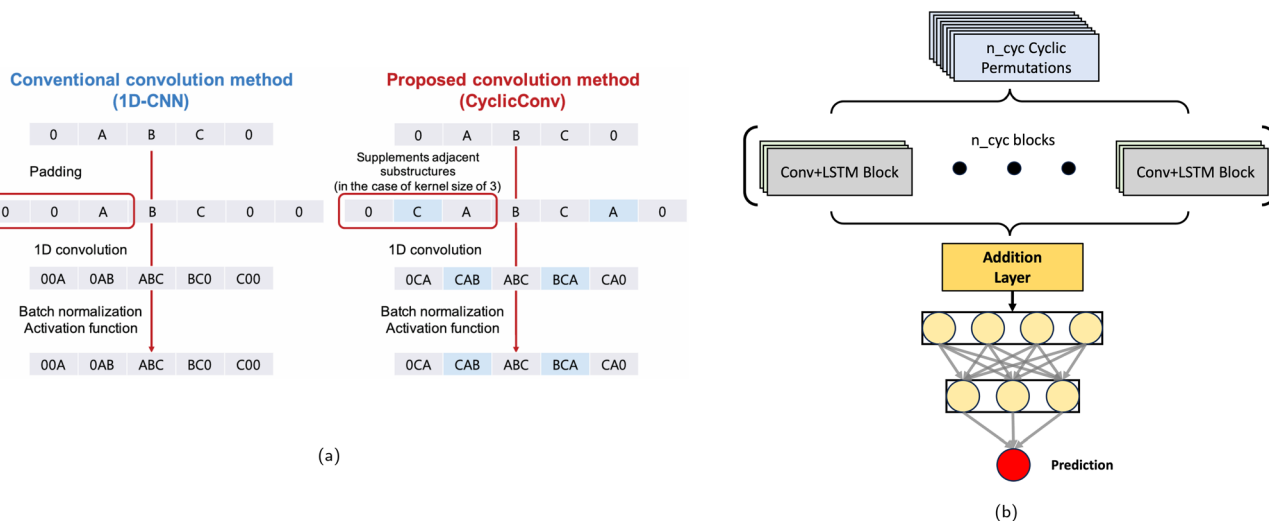 Conventional convolution method
(1D-CNN)
0 A B C 0
Padding
0 0 A B C 0 0
1D convolution
00A 0AB ABC BC0 C00
Batch normalization
Activation function
00A 0AB ABC BC0 C00
Proposed convolution method
(CyclicConv)
0 A B C 0
Supplements adjacent
substructures
(in the case of kernel size of 3)
0 C A B C A 0
1D convolution
0CA CAB ABC BCA CA0
Batch normalization
Activation function
0CA CAB ABC BCA CA0
(a)
n_cyc Cyclic
Permutations
n_cyc blocks
Conv+LSTM Block
Conv+LSTM Block
Addition
Layer
Prediction
(b)